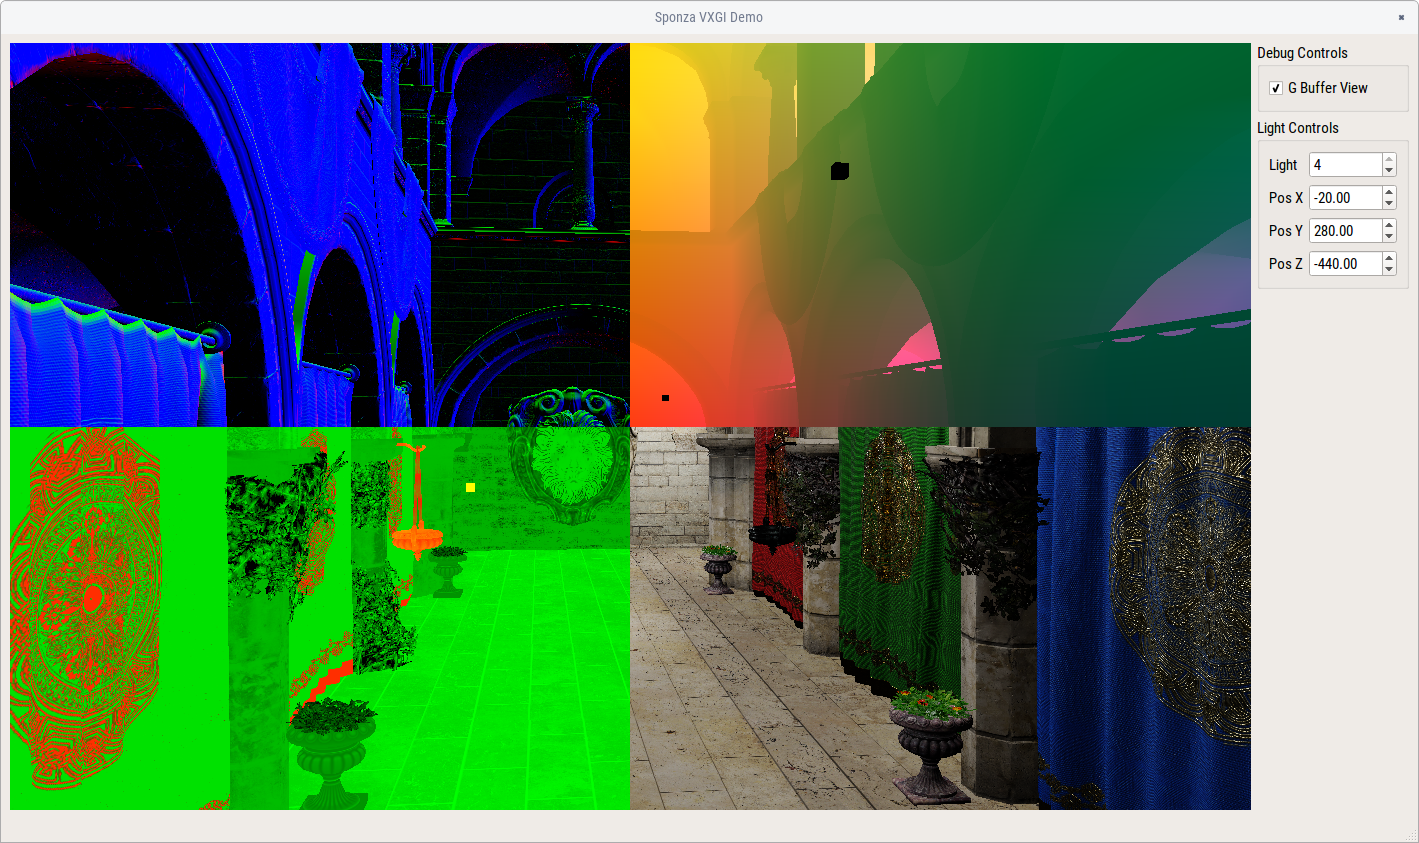 Sponza VXGI Demo
Debug Controls
G Buffer View
Light Controls
Light 4
Pos X -20.00
Pos Y 280.00
Pos Z -440.00